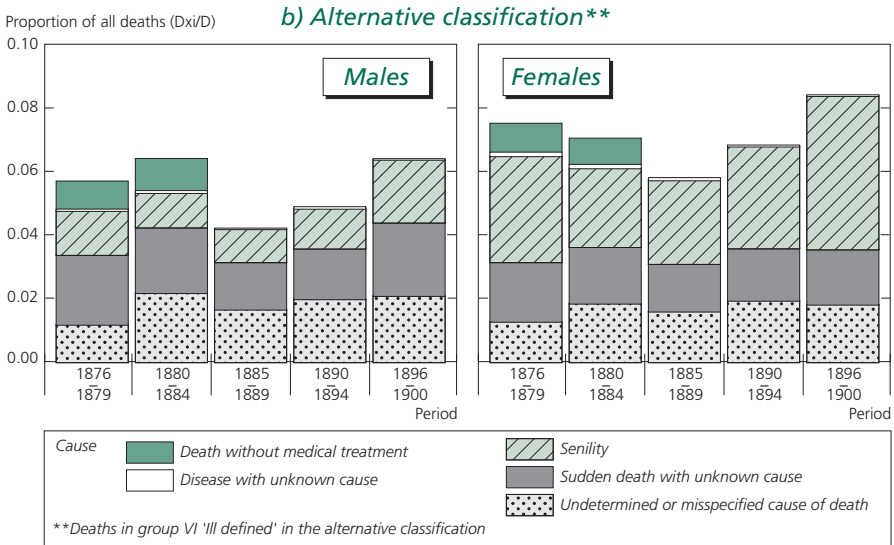 Proportion of all deaths (Dxi/D)
b) Alternative classification**
Males
Females
0.10
0.08
0.06
0.04
0.02
0.00
1876 – 1879
1880 – 1884
1885 – 1889
1890 – 1894
1896 – 1900
Period
1876 – 1879
1880 – 1884
1885 – 1889
1890 – 1894
1896 – 1900
Period
Cause
Death without medical treatment
Disease with unknown cause
Senility
Sudden death with unknown cause
Undetermined or misspecified cause of death
**Deaths in group VI 'Ill defined' in the alternative classification